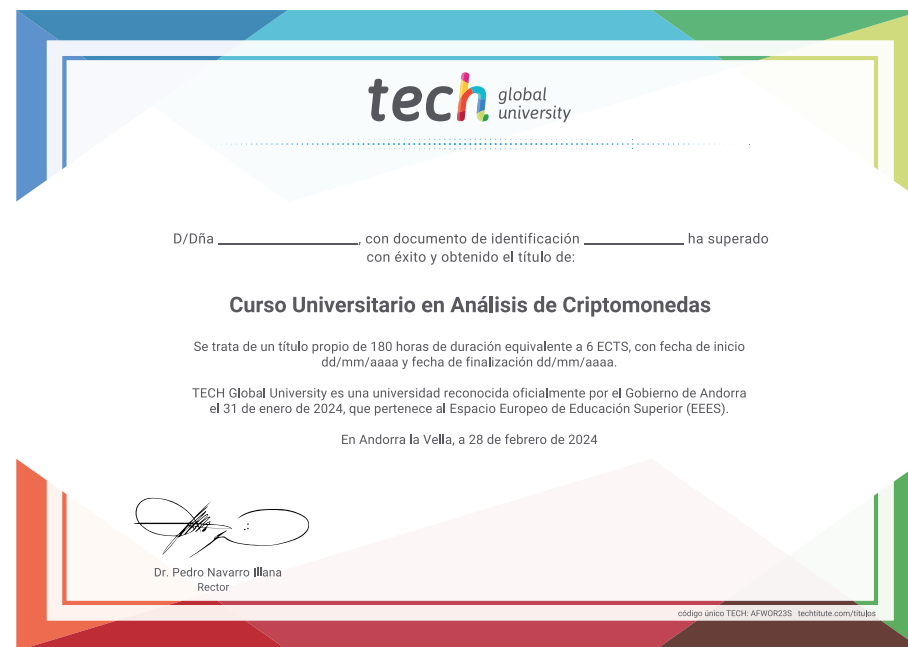 tech global university
D/Dña ______________, con documento de identificación __________ ha superado
con éxito y obtenido el título de:
Curso Universitario en Análisis de Criptomonedas
Se trata de un título propio de 180 horas de duración equivalente a 6 ECTS, con fecha de inicio
dd/mm/aaaa y fecha de finalización dd/mm/aaaa.
TECH Global University es una universidad reconocida oficialmente por el Gobierno de Andorra
el 31 de enero de 2024, que pertenece al Espacio Europeo de Educación Superior (EEES).
En Andorra la Vella, a 28 de febrero de 2024
Dr. Pedro Navarro Illana
Rector
código único TECH: AFWOR23S techtitute.com/titulos